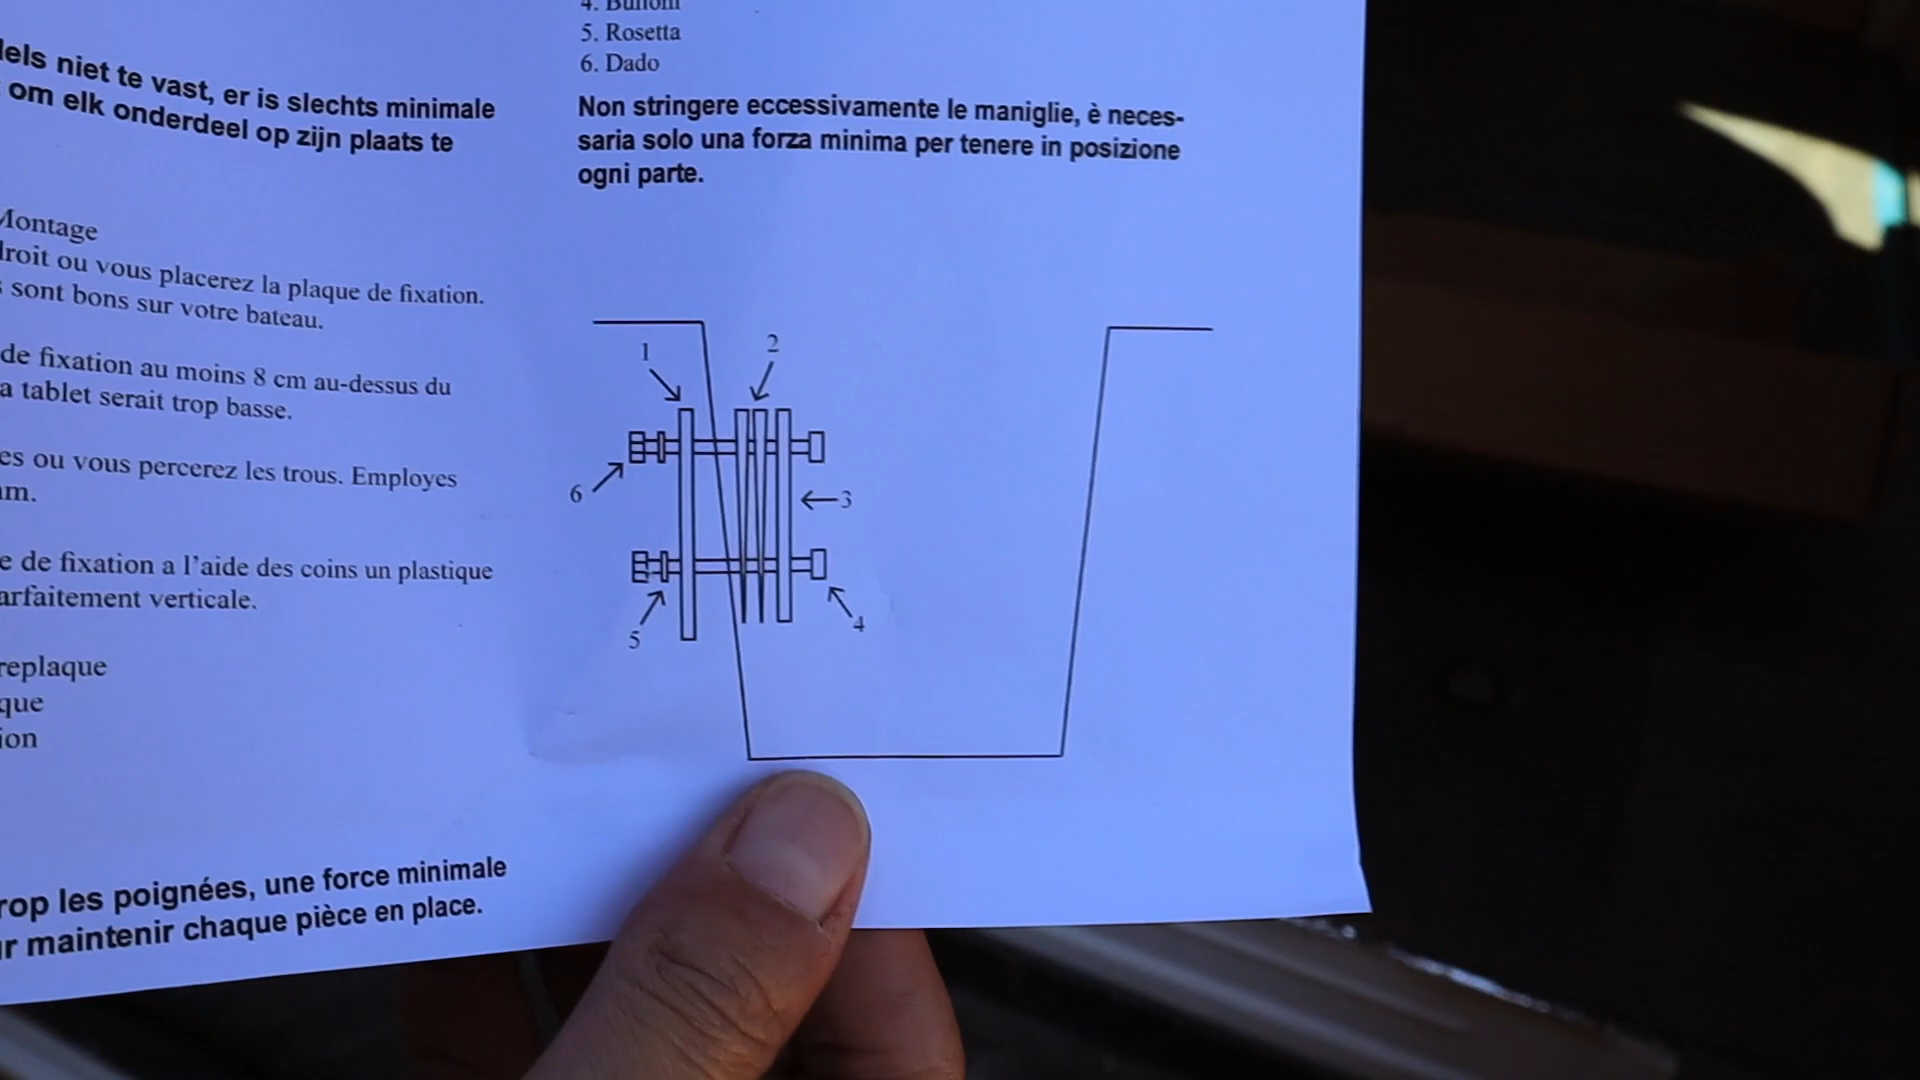 els niet te vast, er is slechts minimale
om elk onderdeel op zijn plaats te
Montage
droit ou vous placerez la plaque de fixation.
sont bons sur votre bateau.
de fixation au moins 8 cm au-dessus du
a tablet serait trop basse.
es ou vous percerez les trous. Employes
m.
e de fixation a l'aide des coins un plastique
arfaitement verticale.
replaque
que
ion
rop les poignées, une force minimale
r maintenir chaque pièce en place.
4. Bulloni
5. Rosetta
6. Dado
Non stringere eccessivamente le maniglie, è neces-
saria solo una forza minima per tenere in posizione
ogni parte.
1
2
3
4
5
6